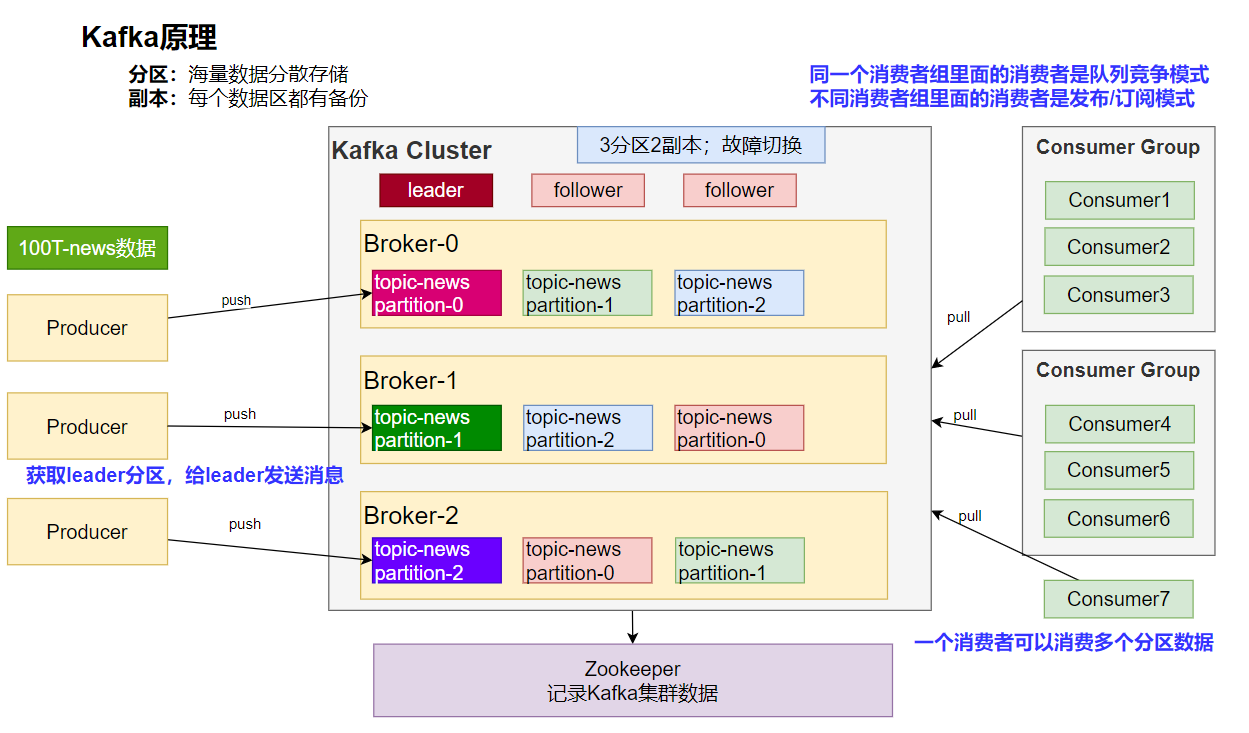 Kafka原理
分区：海量数据分散存储
副本：每个数据区都有备份
同一个消费者组里面的消费者是队列竞争模式
不同消费者组里面的消费者是发布/订阅模式
Kafka Cluster
3分区2副本；故障切换
leader
follower
follower
100T-news数据
Producer
push
Producer
push
获取leader分区，给leader发送消息
Producer
push
Broker-0
topic-news
partition-0
topic-news
partition-1
topic-news
partition-2
Broker-1
topic-news
partition-1
topic-news
partition-2
topic-news
partition-0
Broker-2
topic-news
partition-2
topic-news
partition-0
topic-news
partition-1
Zookeeper
记录Kafka集群数据
Consumer Group
Consumer1
Consumer2
Consumer3
pull
Consumer Group
Consumer4
Consumer5
Consumer6
pull
pull
Consumer7
一个消费者可以消费多个分区数据